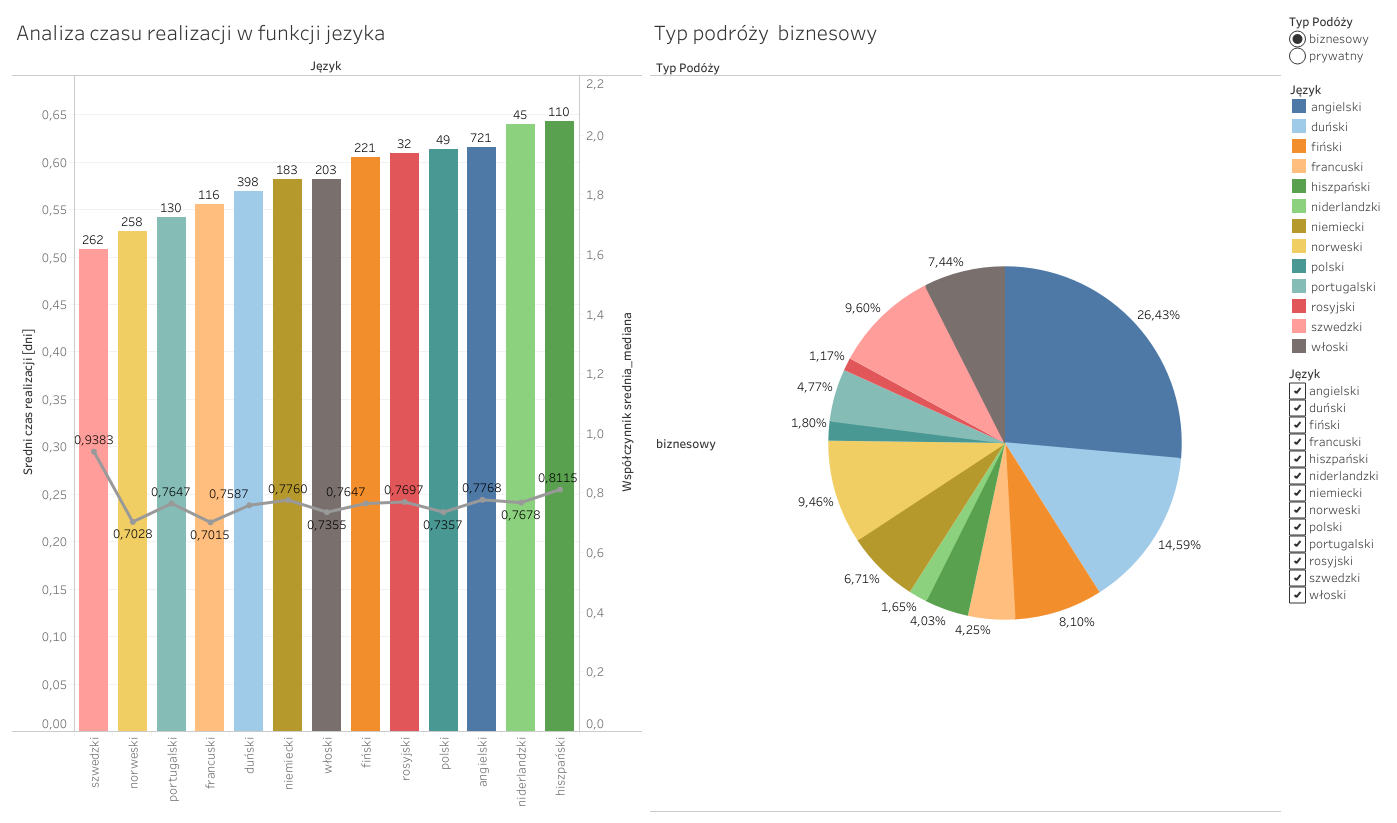 Analiza czasu realizacji w funkcji jezyka
Język
Sredni czas realizacji [dni]
0,65
0,60
0,55
0,50
0,45
0,40
0,35
0,30
0,25
0,20
0,15
0,10
0,05
0,00
262
258
130
116
398
183
203
221
32
49
721
45
110
0,9383
0,7028
0,7647
0,7015
0,7587
0,7760
0,7355
0,7647
0,7697
0,7357
0,7768
0,7678
0,8115
2,2
2,0
1,8
1,6
1,4
1,2
1,0
0,8
0,6
0,4
0,2
0,0
Wspołczynnik srednia_mediana
szwedzki
norweski
portugalski
francuski
duński
niemiecki
włoski
fiński
rosyjski
polski
angielski
niderlandzki
hiszpański
Typ podróży biznesowy
Typ Podóży
biznesowy
26,43%
14,59%
8,10%
4,25%
4,03%
1,65%
6,71%
9,46%
1,80%
4,77%
1,17%
9,60%
7,44%
Typ Podóży
biznesowy
prywatny
Język
angielski
duński
fiński
francuski
hiszpański
niderlandzki
niemiecki
norweski
polski
portugalski
rosyjski
szwedzki
włoski
Język
angielski
duński
fiński
francuski
hiszpański
niderlandzki
niemiecki
norweski
polski
portugalski
rosyjski
szwedzki
włoski